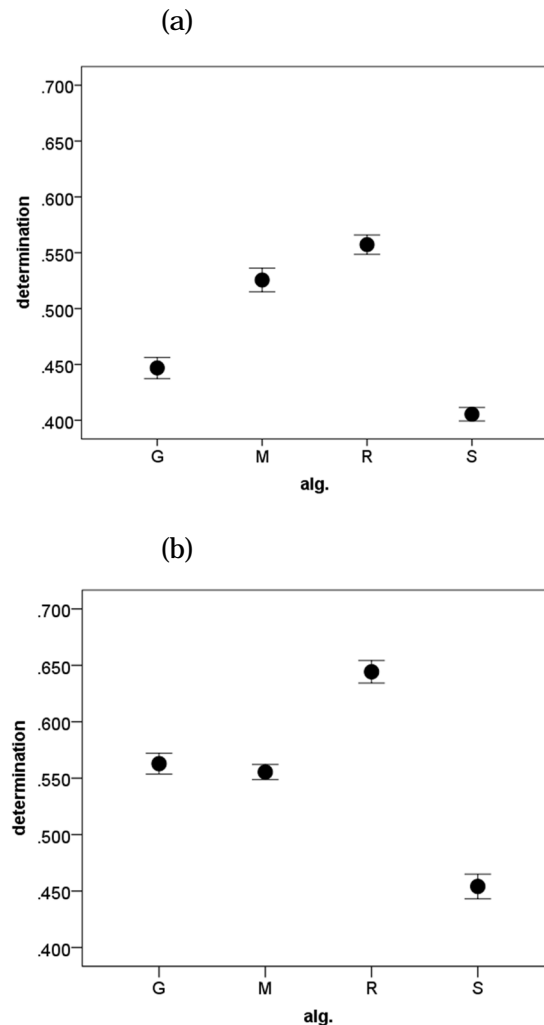 (a)
.700
.650
.600
.550
.500
.450
.400
determination
G M R S
alg.
(b)
.700
.650
.600
.550
.500
.450
.400
determination
G M R S
alg.